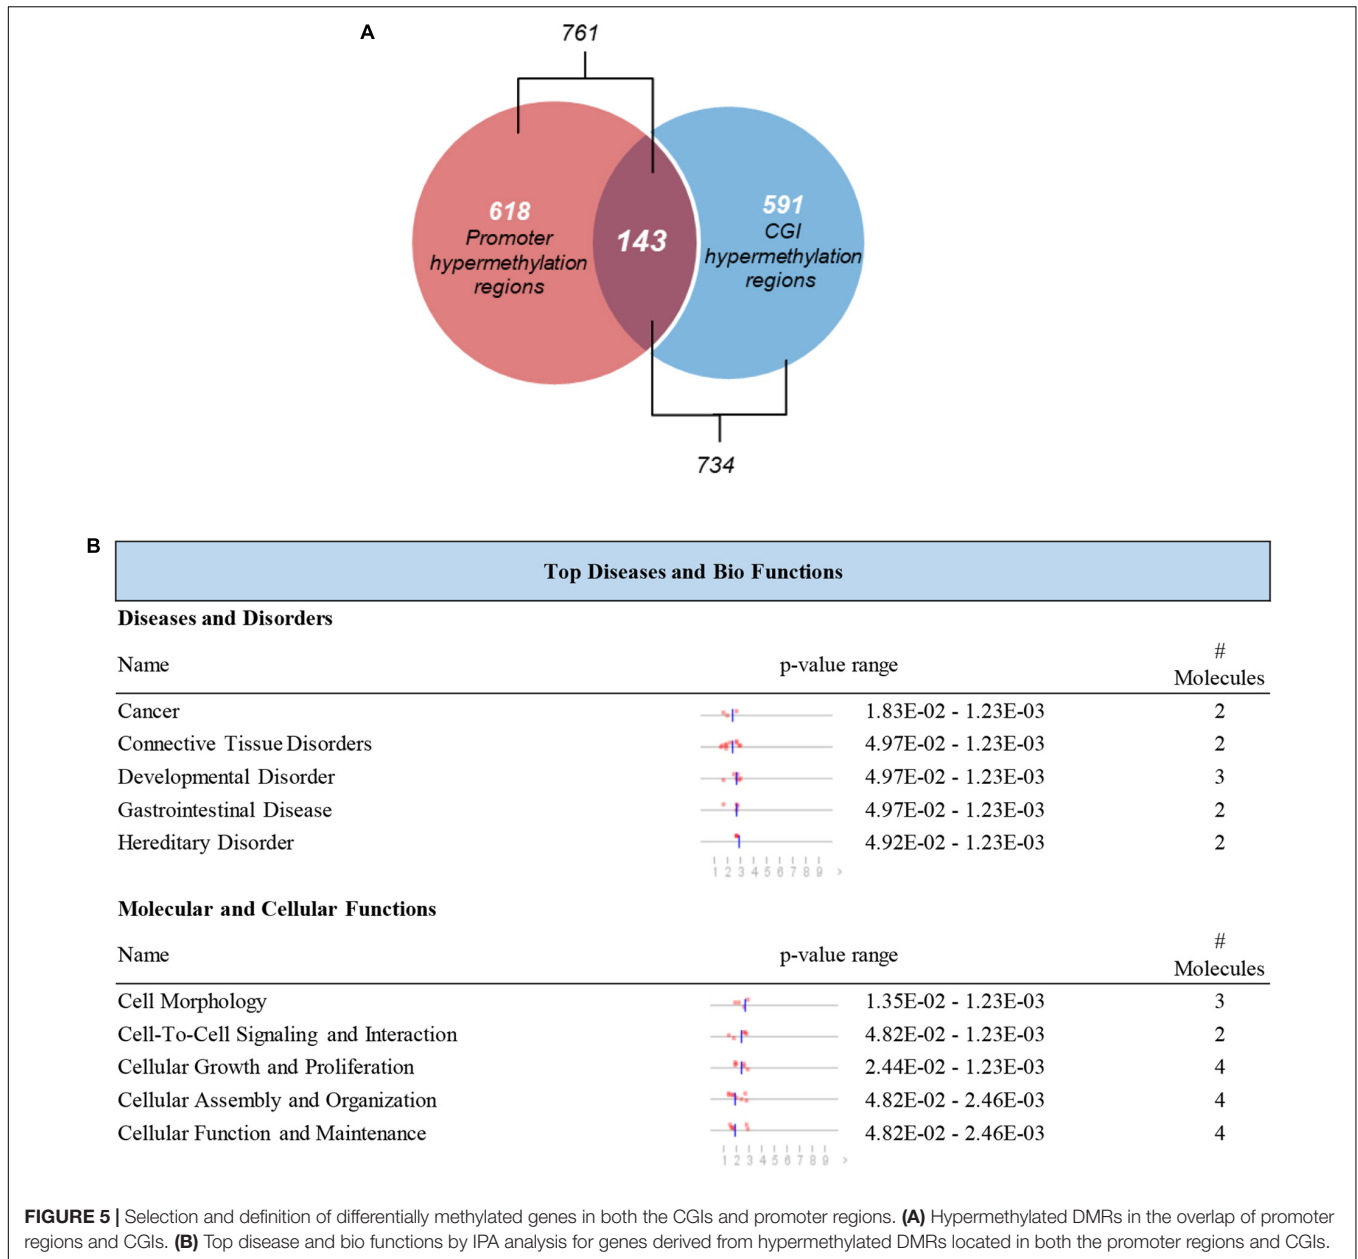 A
761
618
Promoter
hypermethylation
regions
143
591
CGI
hypermethylation
regions
734
B
Top Diseases and Bio Functions
Diseases and Disorders
Name p-value range # Molecules
Cancer 1.83E-02 - 1.23E-03 2
Connective Tissue Disorders 4.97E-02 - 1.23E-03 2
Developmental Disorder 4.97E-02 - 1.23E-03 3
Gastrointestinal Disease 4.97E-02 - 1.23E-03 2
Hereditary Disorder 4.92E-02 - 1.23E-03 2
1 2 3 4 5 6 7 8 9 >
Molecular and Cellular Functions
Name p-value range # Molecules
Cell Morphology 1.35E-02 - 1.23E-03 3
Cell-To-Cell Signaling and Interaction 4.82E-02 - 1.23E-03 2
Cellular Growth and Proliferation 2.44E-02 - 1.23E-03 4
Cellular Assembly and Organization 4.82E-02 - 2.46E-03 4
Cellular Function and Maintenance 4.82E-02 - 2.46E-03 4
1 2 3 4 5 6 7 8 9 >
FIGURE 5 | Selection and definition of differentially methylated genes in both the CGIs and promoter regions. (A) Hypermethylated DMRs in the overlap of promoter
regions and CGIs. (B) Top disease and bio functions by IPA analysis for genes derived from hypermethylated DMRs located in both the promoter regions and CGIs.